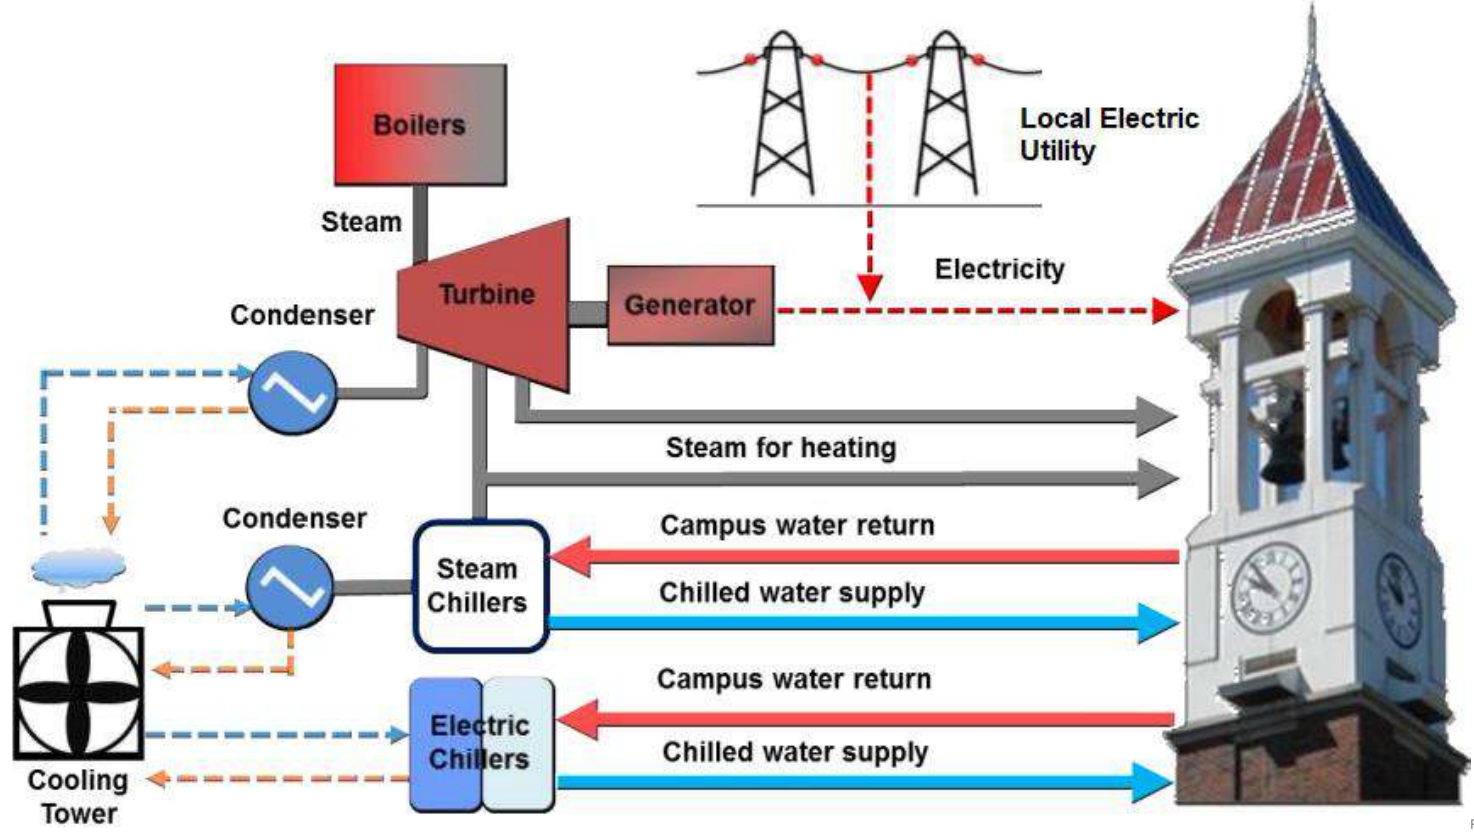 Boilers
Local Electric
Utility
Steam
Electricity
Turbine
Generator
Condenser
Steam for heating
Condenser
Campus water return
Steam
Chillers
Chilled water supply
Campus water return
Electric
Chillers
Chilled water supply
Cooling
Tower